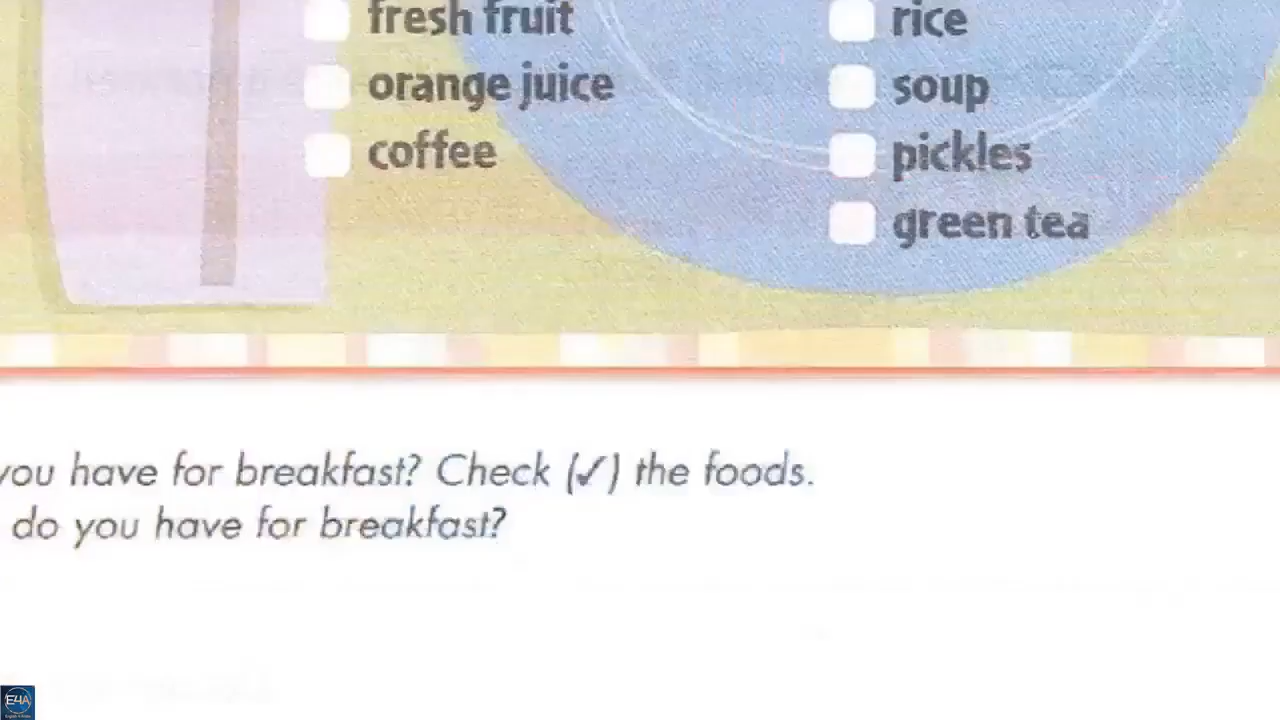 fresh fruit
orange juice
coffee
rice
soup
pickles
green tea
you have for breakfast? Check (✓) the foods.
do you have for breakfast?
E4A